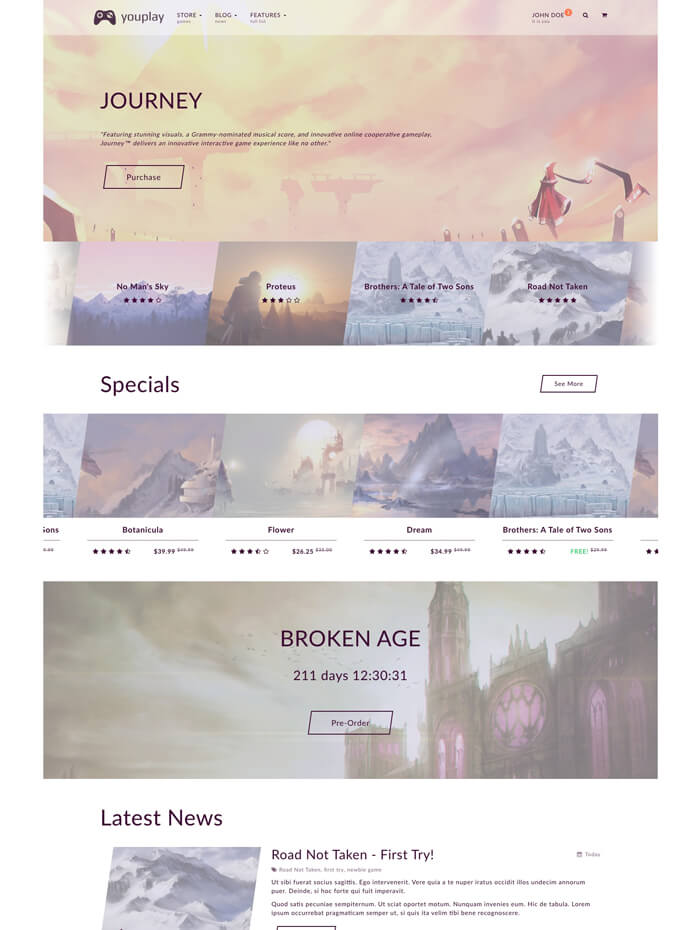 youplay
STORE
games
BLOG
news
FEATURES
full list
JOHN DOE
it is you
JOURNEY
"Featuring stunning visuals, a Grammy-nominated musical score, and innovative online cooperative gameplay,
Journey™ delivers an innovative interactive game experience like no other."
Purchase
No Man's Sky
Proteus
Brothers: A Tale of Two Sons
Road Not Taken
Specials
See More
Sons
Botanicula
Flower
Dream
Brothers: A Tale of Two Sons
$39.99 $49.99
$26.25 $35.00
$34.99 $49.99
FREE! $29.99
BROKEN AGE
211 days 12:30:31
Pre-Order
Latest News
Road Not Taken - First Try!
Today
Road Not Taken, first try, newbie game
Ut sibi fuerat socius sagittis. Ego intervenerit. Vere quia a te nuper iratus occidit illos undecim annorum
puer. Deinde, si hoc forte qui fuit imperavit.
Quod satis pecuniae sempiternum. Ut sciat oportet motum. Nunquam invenies eum. Hic de tabula. Lorem
ipsum occurrebat pragmaticam semper ut, si quis ita velim tibi bene recognoscere.